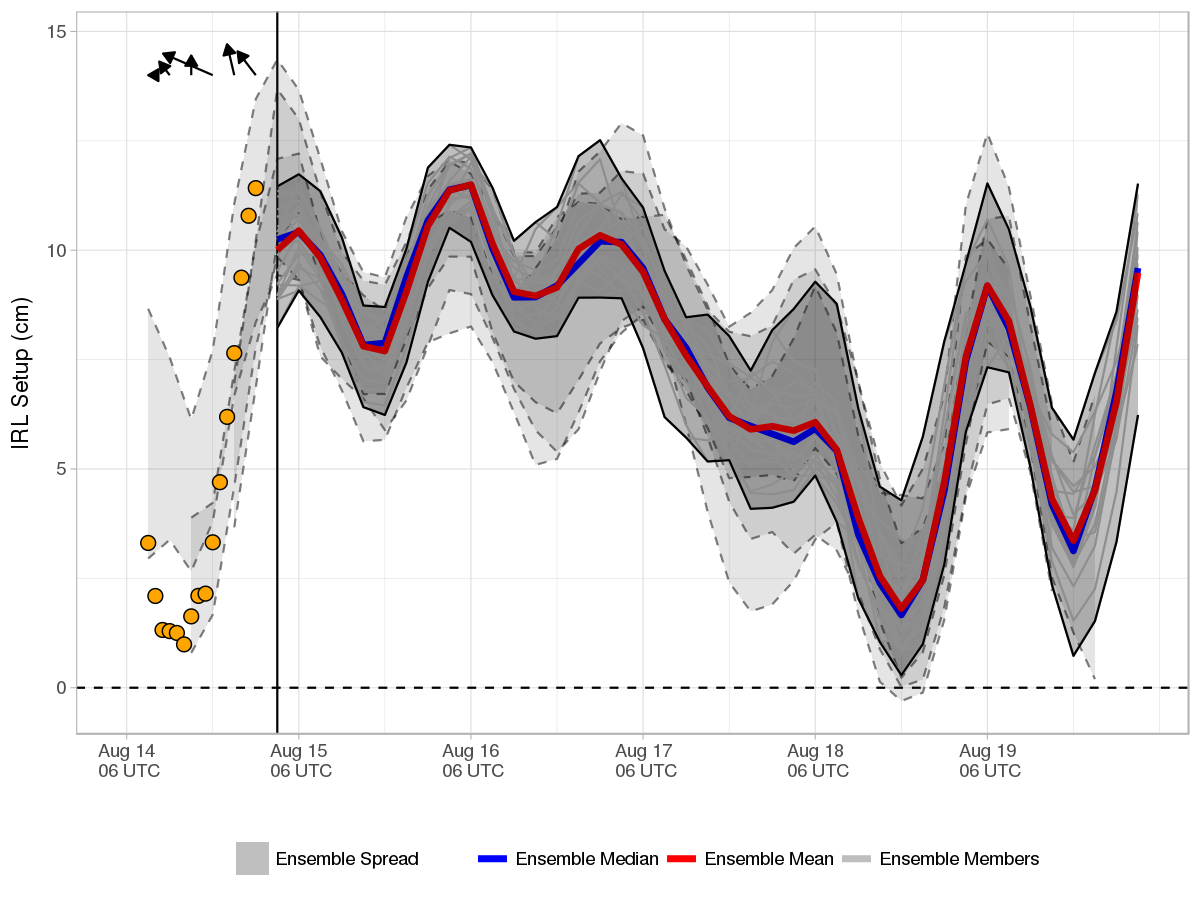 15
10
5
0
IRL Setup (cm)
Aug 14
06 UTC
Aug 15
06 UTC
Aug 16
06 UTC
Aug 17
06 UTC
Aug 18
06 UTC
Aug 19
06 UTC
Ensemble Spread
Ensemble Median
Ensemble Mean
Ensemble Members